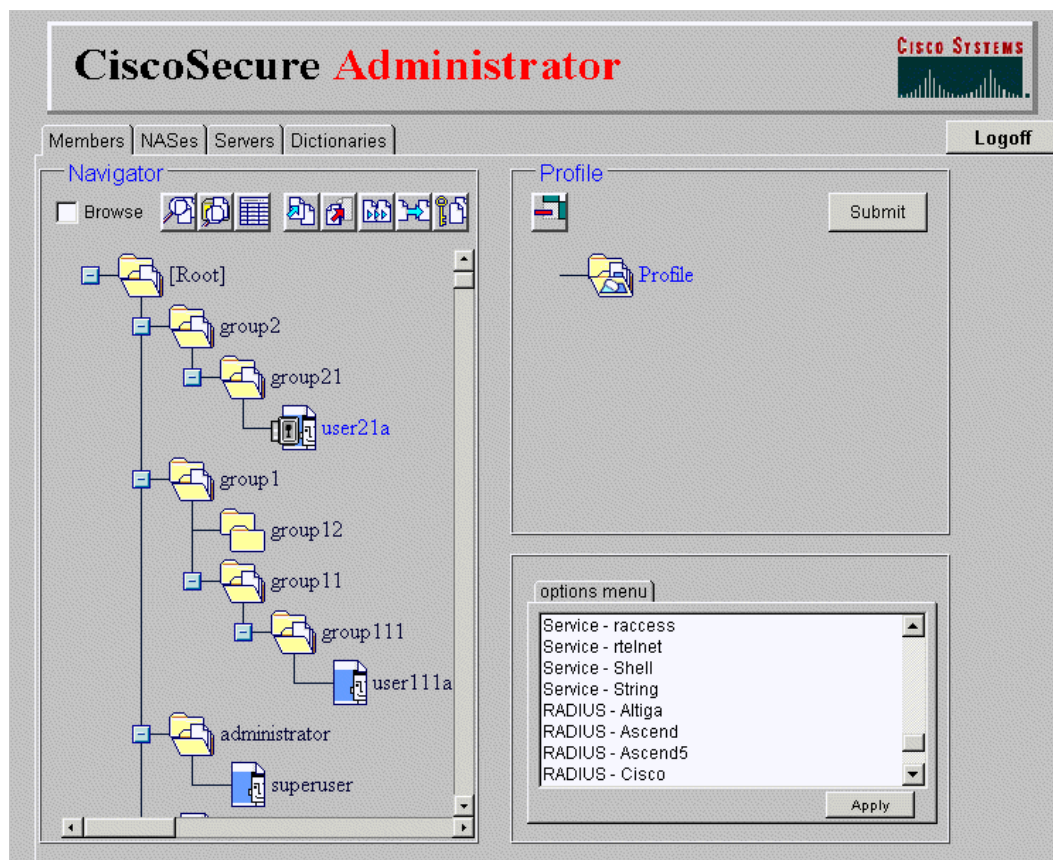 CiscoSecure Administrator
CISCO SYSTEMS
Members
NASes
Servers
Dictionaries
Logoff
Navigator
Browse
[Root]
group2
group21
user21a
group1
group12
group11
group111
user111a
administrator
superuser
Profile
Submit
Profile
options menu
Service - raccess
Service - rtelnet
Service - Shell
Service - String
RADIUS - Altiga
RADIUS - Ascend
RADIUS - Ascend5
RADIUS - Cisco
Apply